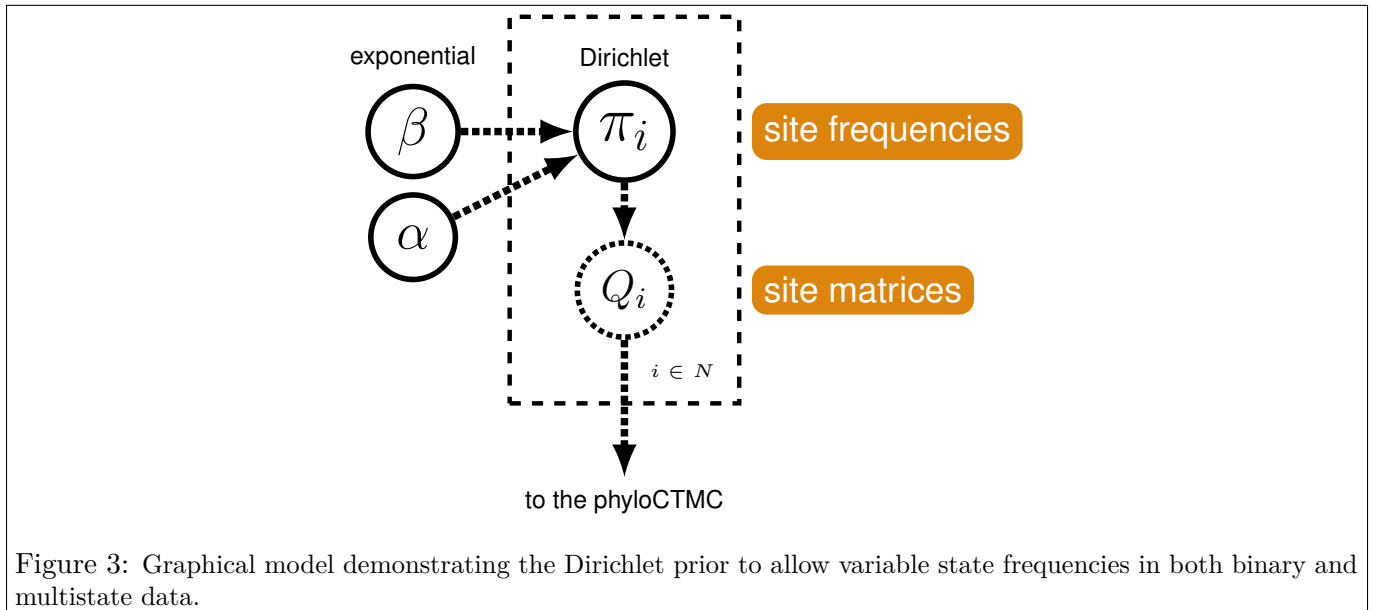 exponential
Dirichlet
β
π_i
site frequencies
α
Q_i
site matrices
i ∈ N
to the phyloCTMC
Figure 3: Graphical model demonstrating the Dirichlet prior to allow variable state frequencies in both binary and
multistate data.